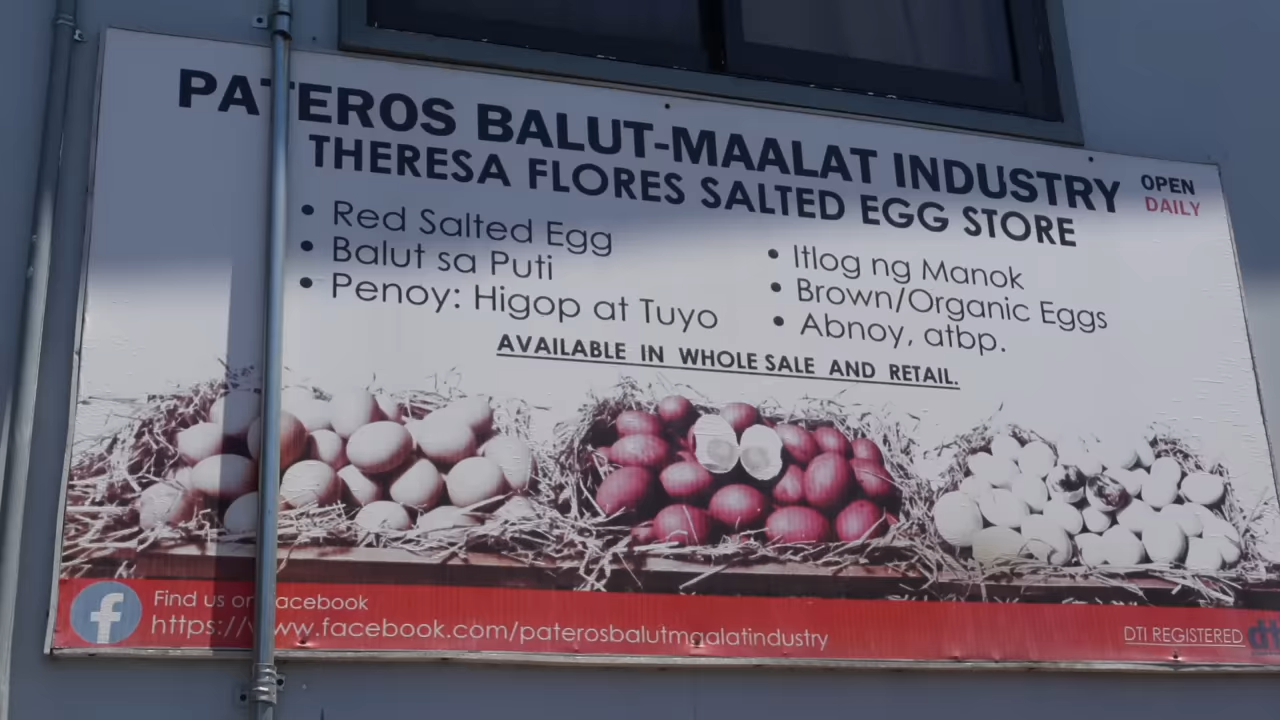 PATEROS BALUT-MAALAT INDUSTRY
THERESA FLORES SALTED EGG STORE
OPEN
DAILY
• Red Salted Egg
• Balut sa Puti
• Penoy: Higop at Tuyo
• Itlog ng Manok
• Brown/Organic Eggs
• Abnoy, atbp.
AVAILABLE IN WHOLE SALE AND RETAIL.
Find us on facebook
https://www.facebook.com/paterosbalutmaalatindustry
DTI REGISTERED
dti